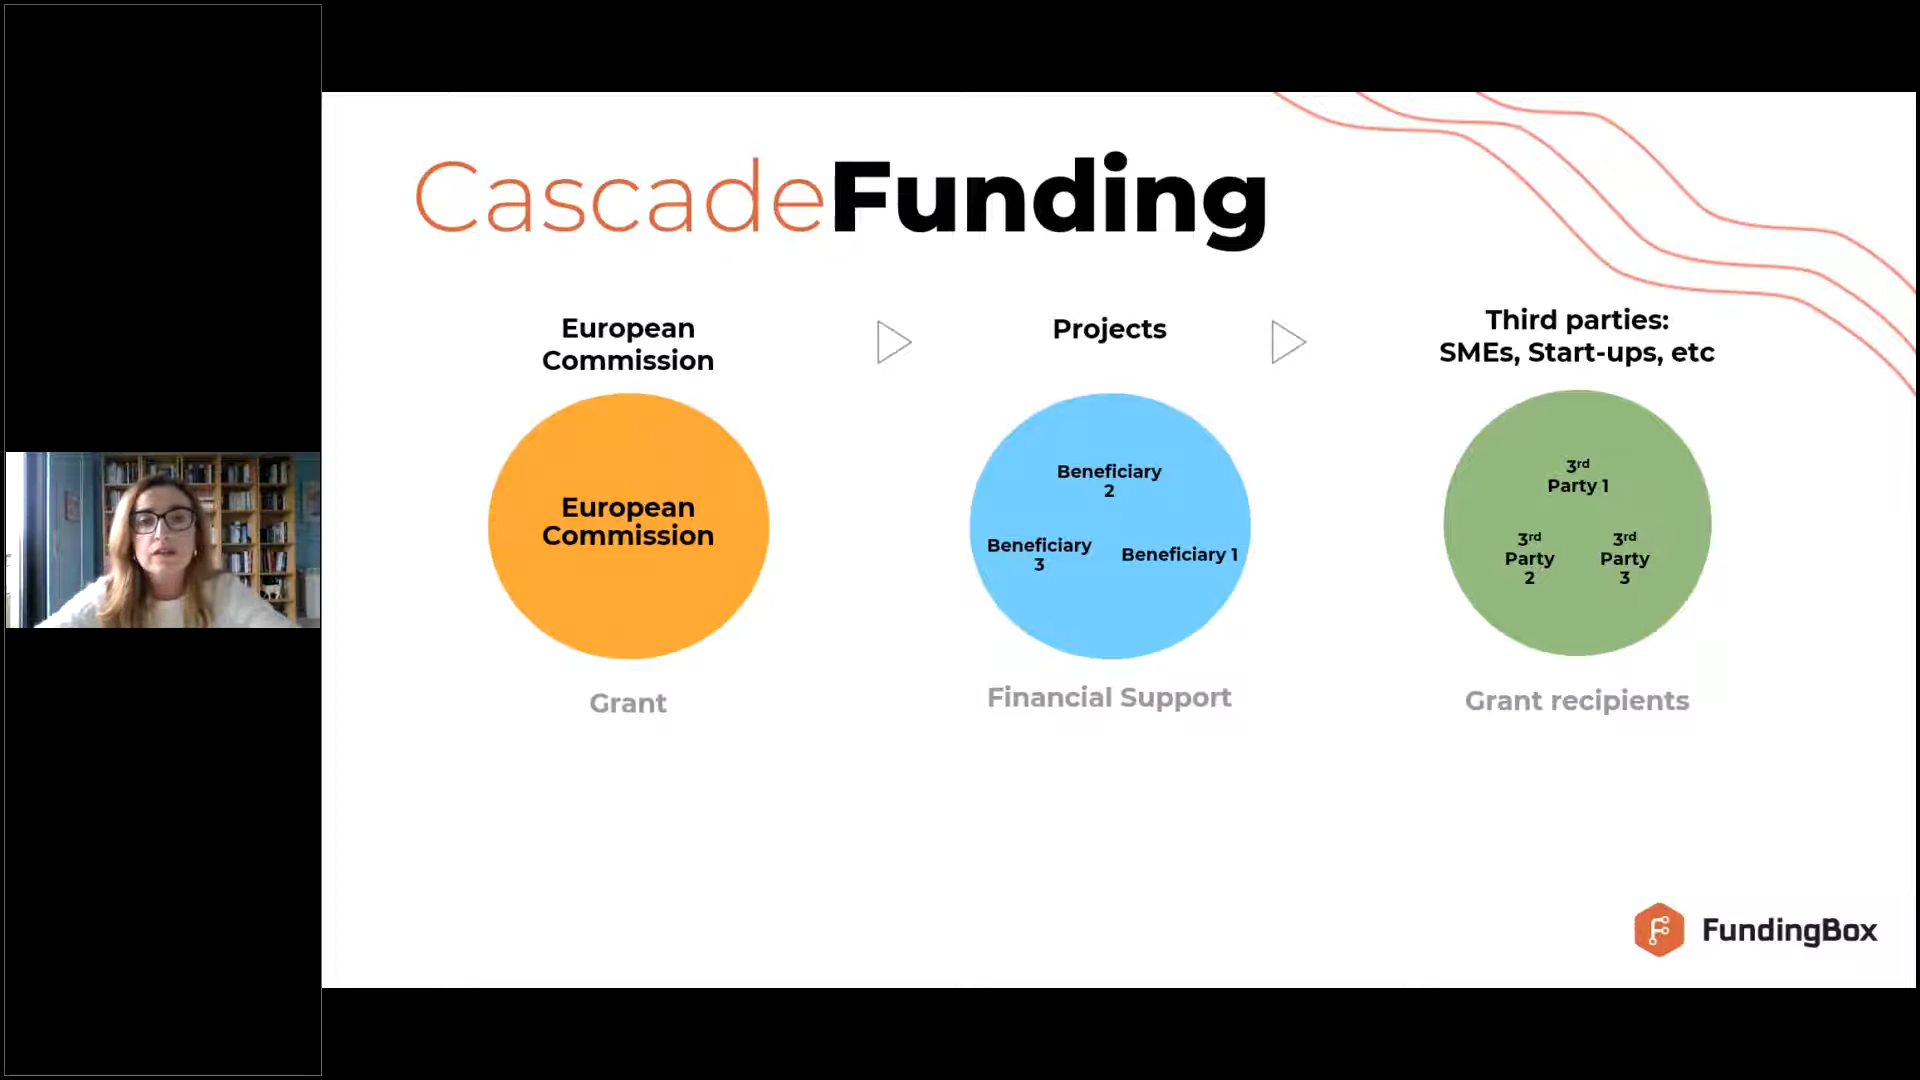 CascadeFunding
European
Commission
Projects
Third parties:
SMEs, Start-ups, etc
European
Commission
Beneficiary
2
Beneficiary
3
Beneficiary 1
3rd
Party 1
3rd
Party
2
3rd
Party
3
Grant
Financial Support
Grant recipients
FundingBox